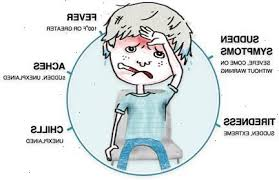 FEVER
100°F OR GREATER
SUDDEN
SYMPTOMS
SEVERE, COME ON
WITHOUT WARNING
ACHES
SUDDEN, UNEXPLAINED
TIREDNESS
SUDDEN, EXTREME
CHILLS
UNEXPLAINED